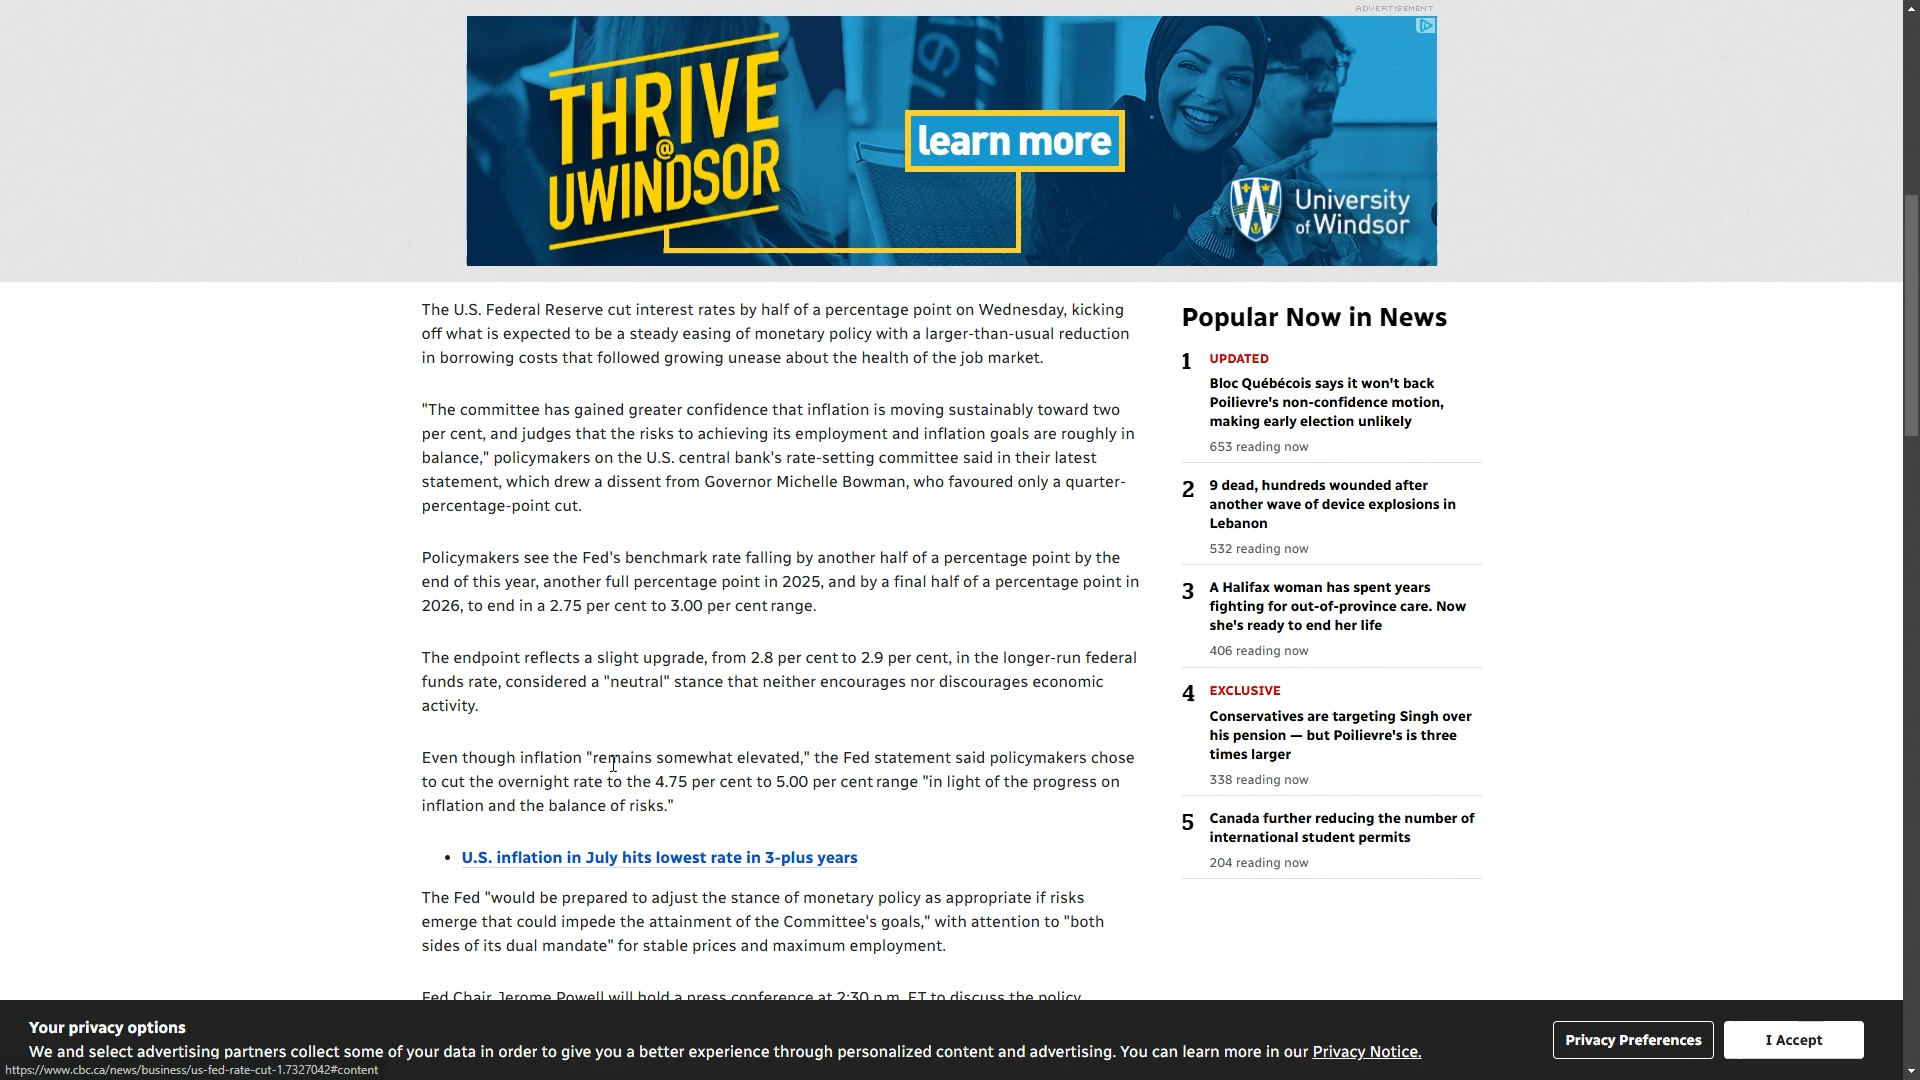 ADVERTISEMENT
THRIVE
@
UWINDSOR
learn more
University
of Windsor
The U.S. Federal Reserve cut interest rates by half of a percentage point on Wednesday, kicking
off what is expected to be a steady easing of monetary policy with a larger-than-usual reduction
in borrowing costs that followed growing unease about the health of the job market.
"The committee has gained greater confidence that inflation is moving sustainably toward two
per cent, and judges that the risks to achieving its employment and inflation goals are roughly in
balance," policymakers on the U.S. central bank's rate-setting committee said in their latest
statement, which drew a dissent from Governor Michelle Bowman, who favoured only a quarter-
percentage-point cut.
Policymakers see the Fed's benchmark rate falling by another half of a percentage point by the
end of this year, another full percentage point in 2025, and by a final half of a percentage point in
2026, to end in a 2.75 per cent to 3.00 per cent range.
The endpoint reflects a slight upgrade, from 2.8 per cent to 2.9 per cent, in the longer-run federal
funds rate, considered a "neutral" stance that neither encourages nor discourages economic
activity.
Even though inflation "remains somewhat elevated," the Fed statement said policymakers chose
to cut the overnight rate to the 4.75 per cent to 5.00 per cent range "in light of the progress on
inflation and the balance of risks."
• U.S. inflation in July hits lowest rate in 3-plus years
The Fed "would be prepared to adjust the stance of monetary policy as appropriate if risks
emerge that could impede the attainment of the Committee's goals," with attention to "both
sides of its dual mandate" for stable prices and maximum employment.
Fed Chair Jerome Powell will hold a press conference at 2:30 p.m. ET to discuss the policy
Popular Now in News
1 UPDATED
Bloc Québécois says it won't back
Poilievre's non-confidence motion,
making early election unlikely
653 reading now
2 9 dead, hundreds wounded after
another wave of device explosions in
Lebanon
532 reading now
3 A Halifax woman has spent years
fighting for out-of-province care. Now
she's ready to end her life
406 reading now
4 EXCLUSIVE
Conservatives are targeting Singh over
his pension — but Poilievre's is three
times larger
338 reading now
5 Canada further reducing the number of
international student permits
204 reading now
Your privacy options
We and select advertising partners collect some of your data in order to give you a better experience through personalized content and advertising. You can learn more in our Privacy Notice.
Privacy Preferences
I Accept
https://www.cbc.ca/news/business/us-fed-rate-cut-1.7327042#content